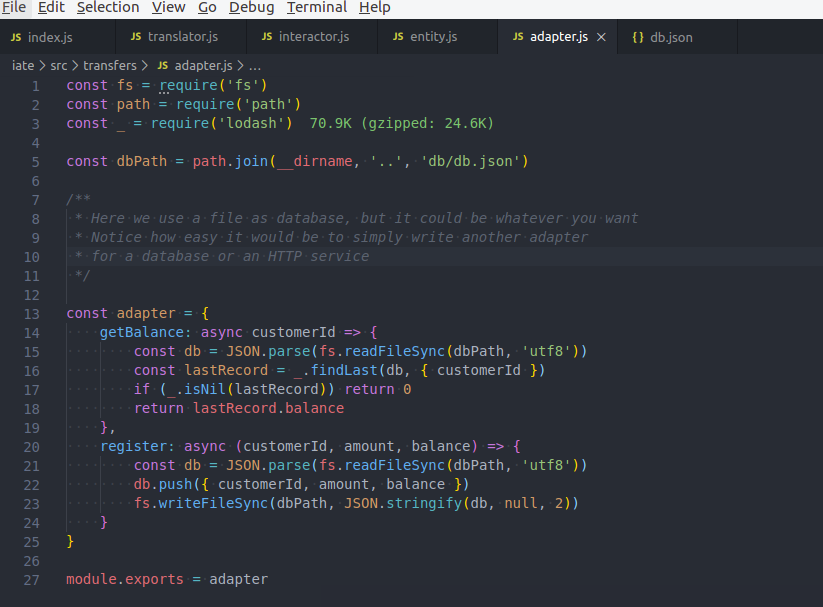 File Edit Selection View Go Debug Terminal Help
JS index.js JS translator.js JS interactor.js JS entity.js JS adapter.js × {} db.json
iate > src > transfers > JS adapter.js > ...
1 const fs = require('fs')
2 const path = require('path')
3 const _ = require('lodash') 70.9K (gzipped: 24.6K)
4
5 const dbPath = path.join(__dirname, '..', 'db/db.json')
6
7 /**
8 * Here we use a file as database, but it could be whatever you want
9 * Notice how easy it would be to simply write another adapter
10 * for a database or an HTTP service
11 */
12
13 const adapter = {
14     getBalance: async customerId => {
15         const db = JSON.parse(fs.readFileSync(dbPath, 'utf8'))
16         const lastRecord = _.findLast(db, { customerId })
17         if (_.isNil(lastRecord)) return 0
18         return lastRecord.balance
19     },
20     register: async (customerId, amount, balance) => {
21         const db = JSON.parse(fs.readFileSync(dbPath, 'utf8'))
22         db.push({ customerId, amount, balance })
23         fs.writeFileSync(dbPath, JSON.stringify(db, null, 2))
24     }
25 }
26
27 module.exports = adapter